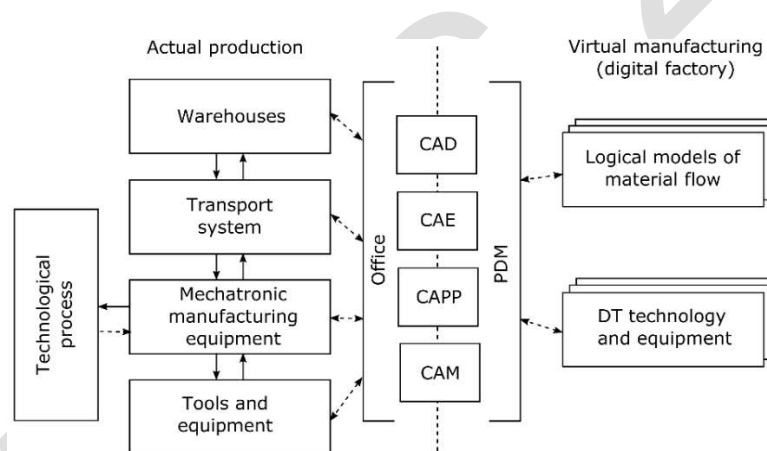 Actual production
Virtual manufacturing
(digital factory)
Warehouses
Transport
system
Mechatronic
manufacturing
equipment
Tools and
equipment
Technological
process
Office
CAD
CAE
CAPP
CAM
PDM
Logical models of
material flow
DT technology
and equipment